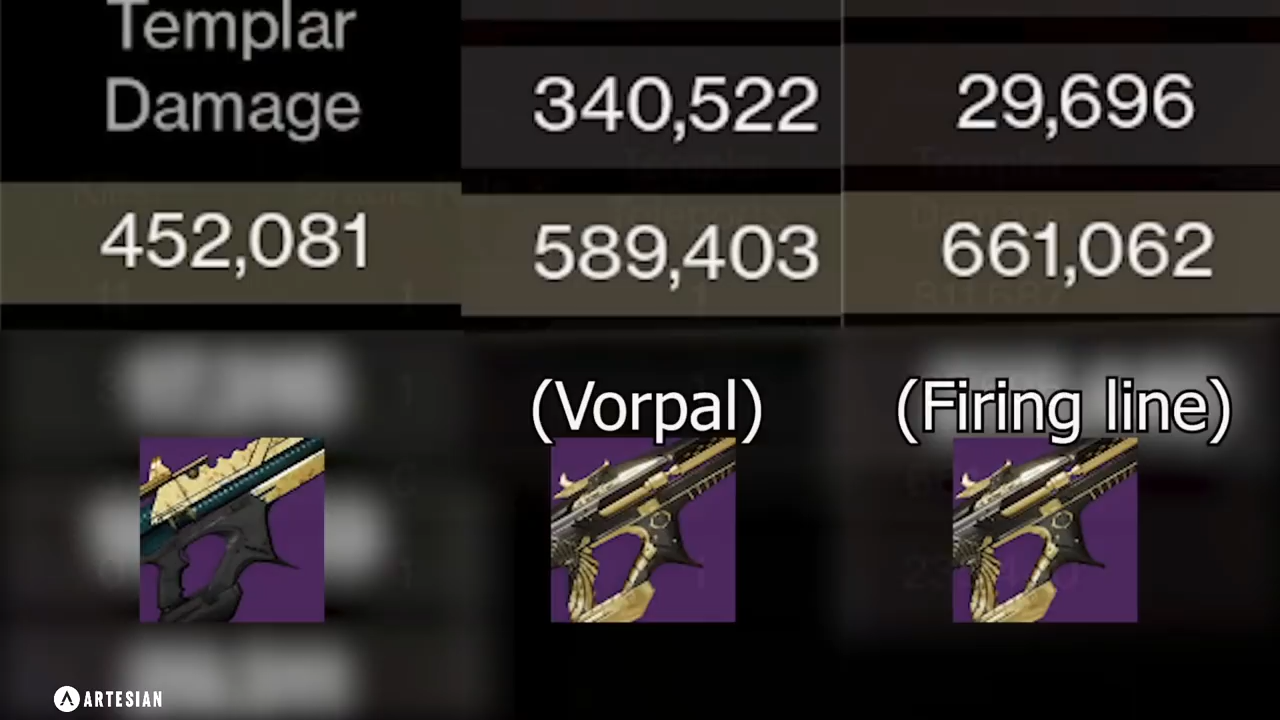 Templar
Damage
340,522
29,696
452,081
589,403
661,062
(Vorpal)
(Firing line)
ARTESIAN